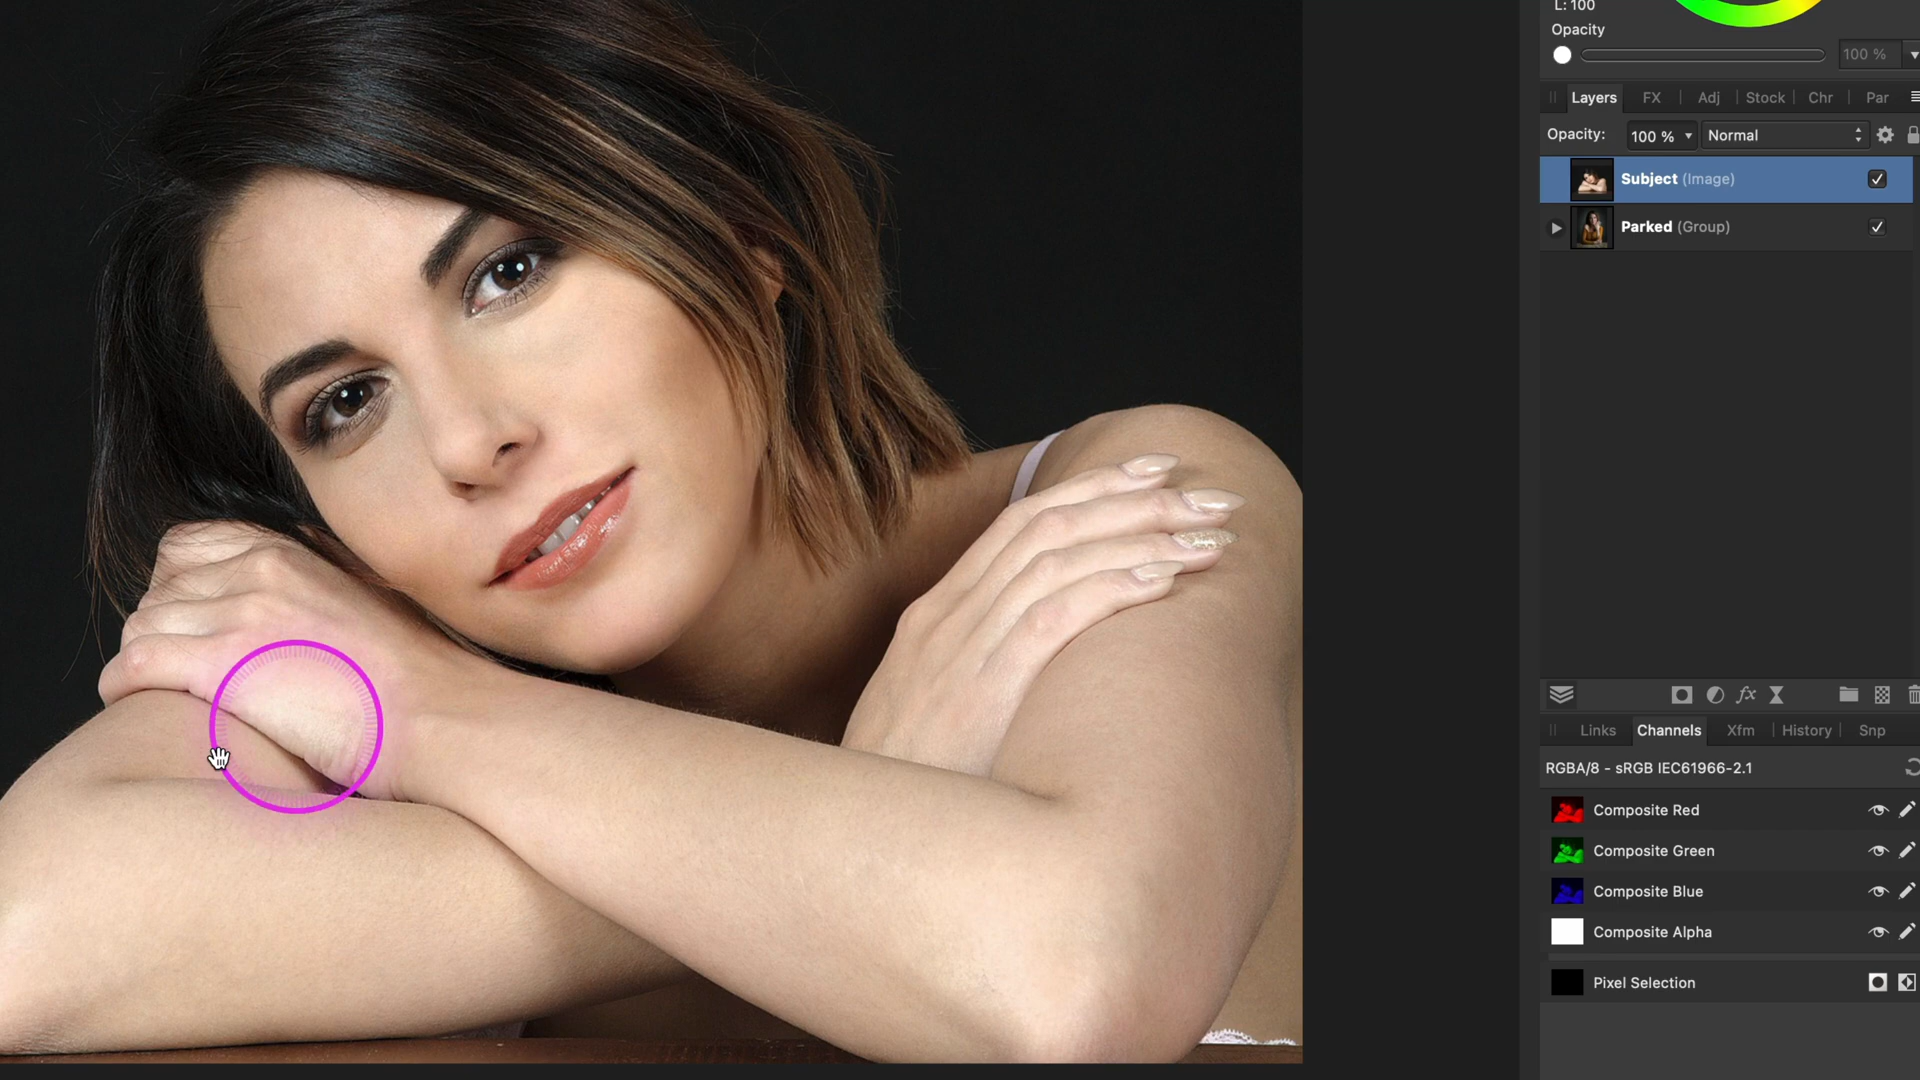 L: 100
Opacity
100 %
Layers FX Adj Stock Chr Par
Opacity: 100 % Normal
Subject (Image)
Parked (Group)
fx
Links Channels Xfm History Snp
RGBA/8 - sRGB IEC61966-2.1
Composite Red
Composite Green
Composite Blue
Composite Alpha
Pixel Selection